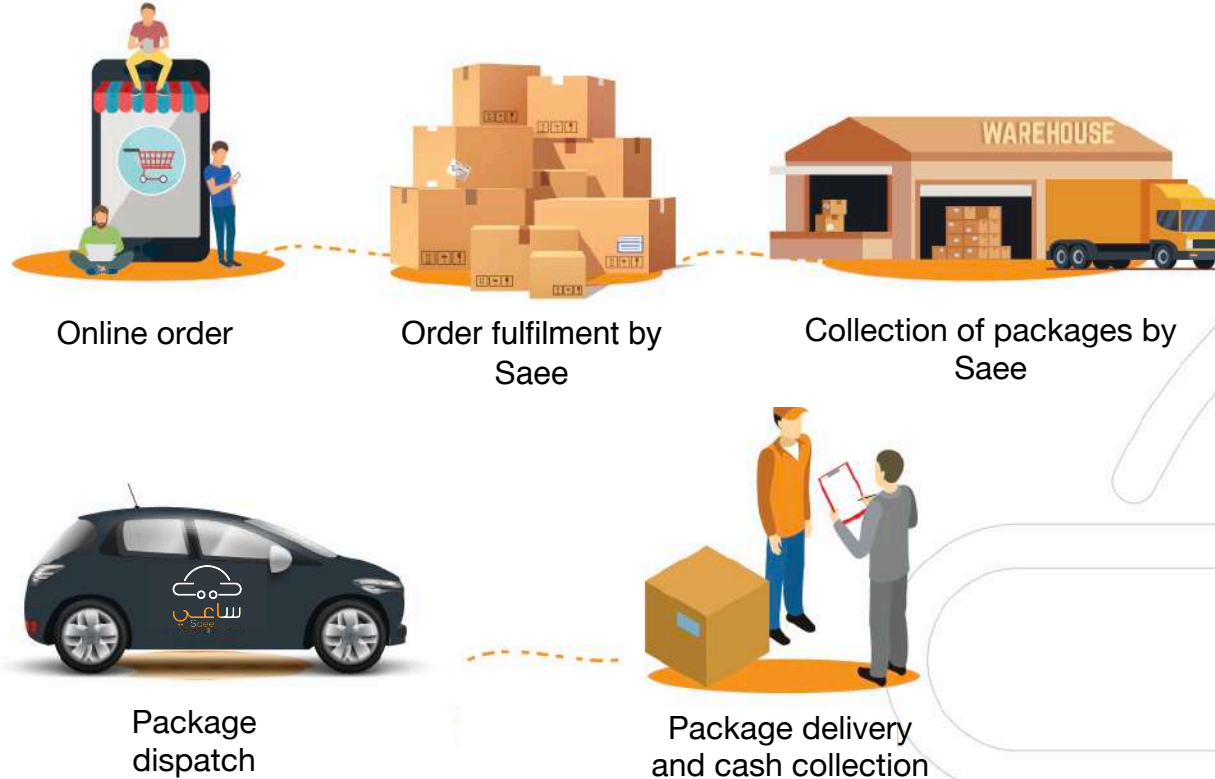 WAREHOUSE
Online order
Order fulfilment by
Saee
Collection of packages by
Saee
ساعي
Saee
Package
dispatch
Package delivery
and cash collection